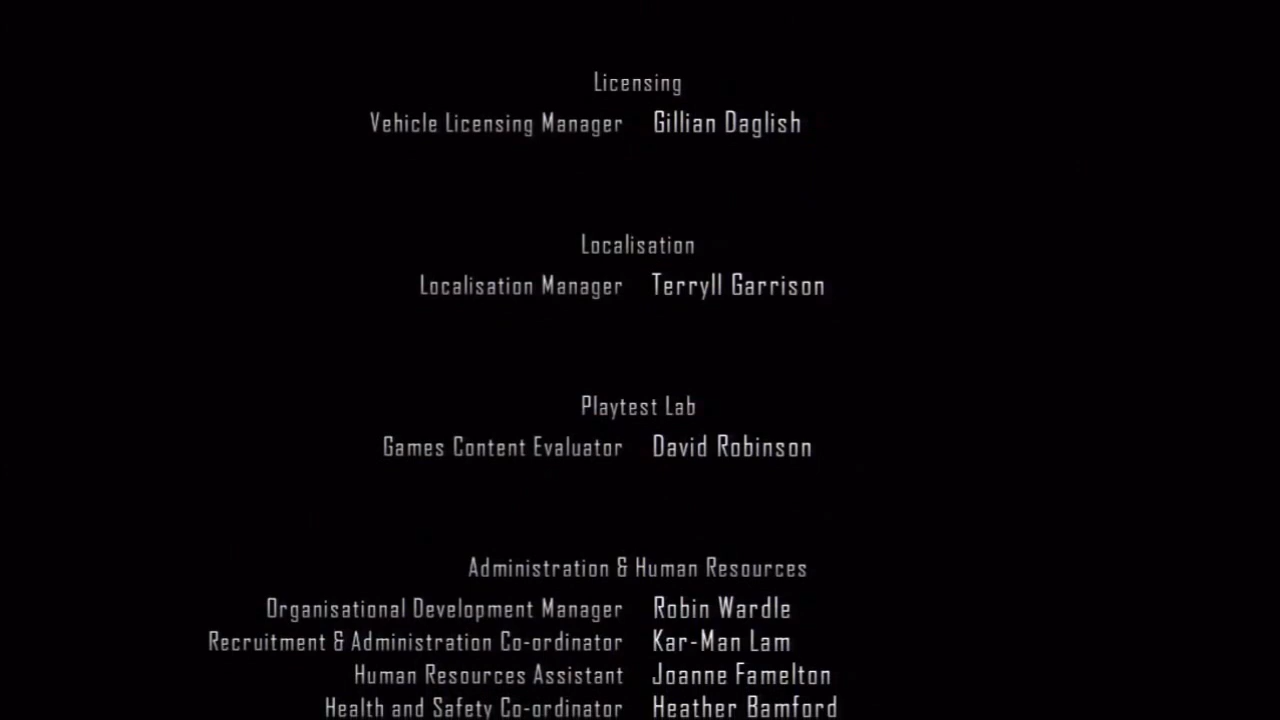 Licensing
Vehicle Licensing Manager Gillian Daglish
Localisation
Localisation Manager Terryll Garrison
Playtest Lab
Games Content Evaluator David Robinson
Administration & Human Resources
Organisational Development Manager Robin Wardle
Recruitment & Administration Co-ordinator Kar-Man Lam
Human Resources Assistant Joanne Famelton
Health and Safety Co-ordinator Heather Bamford